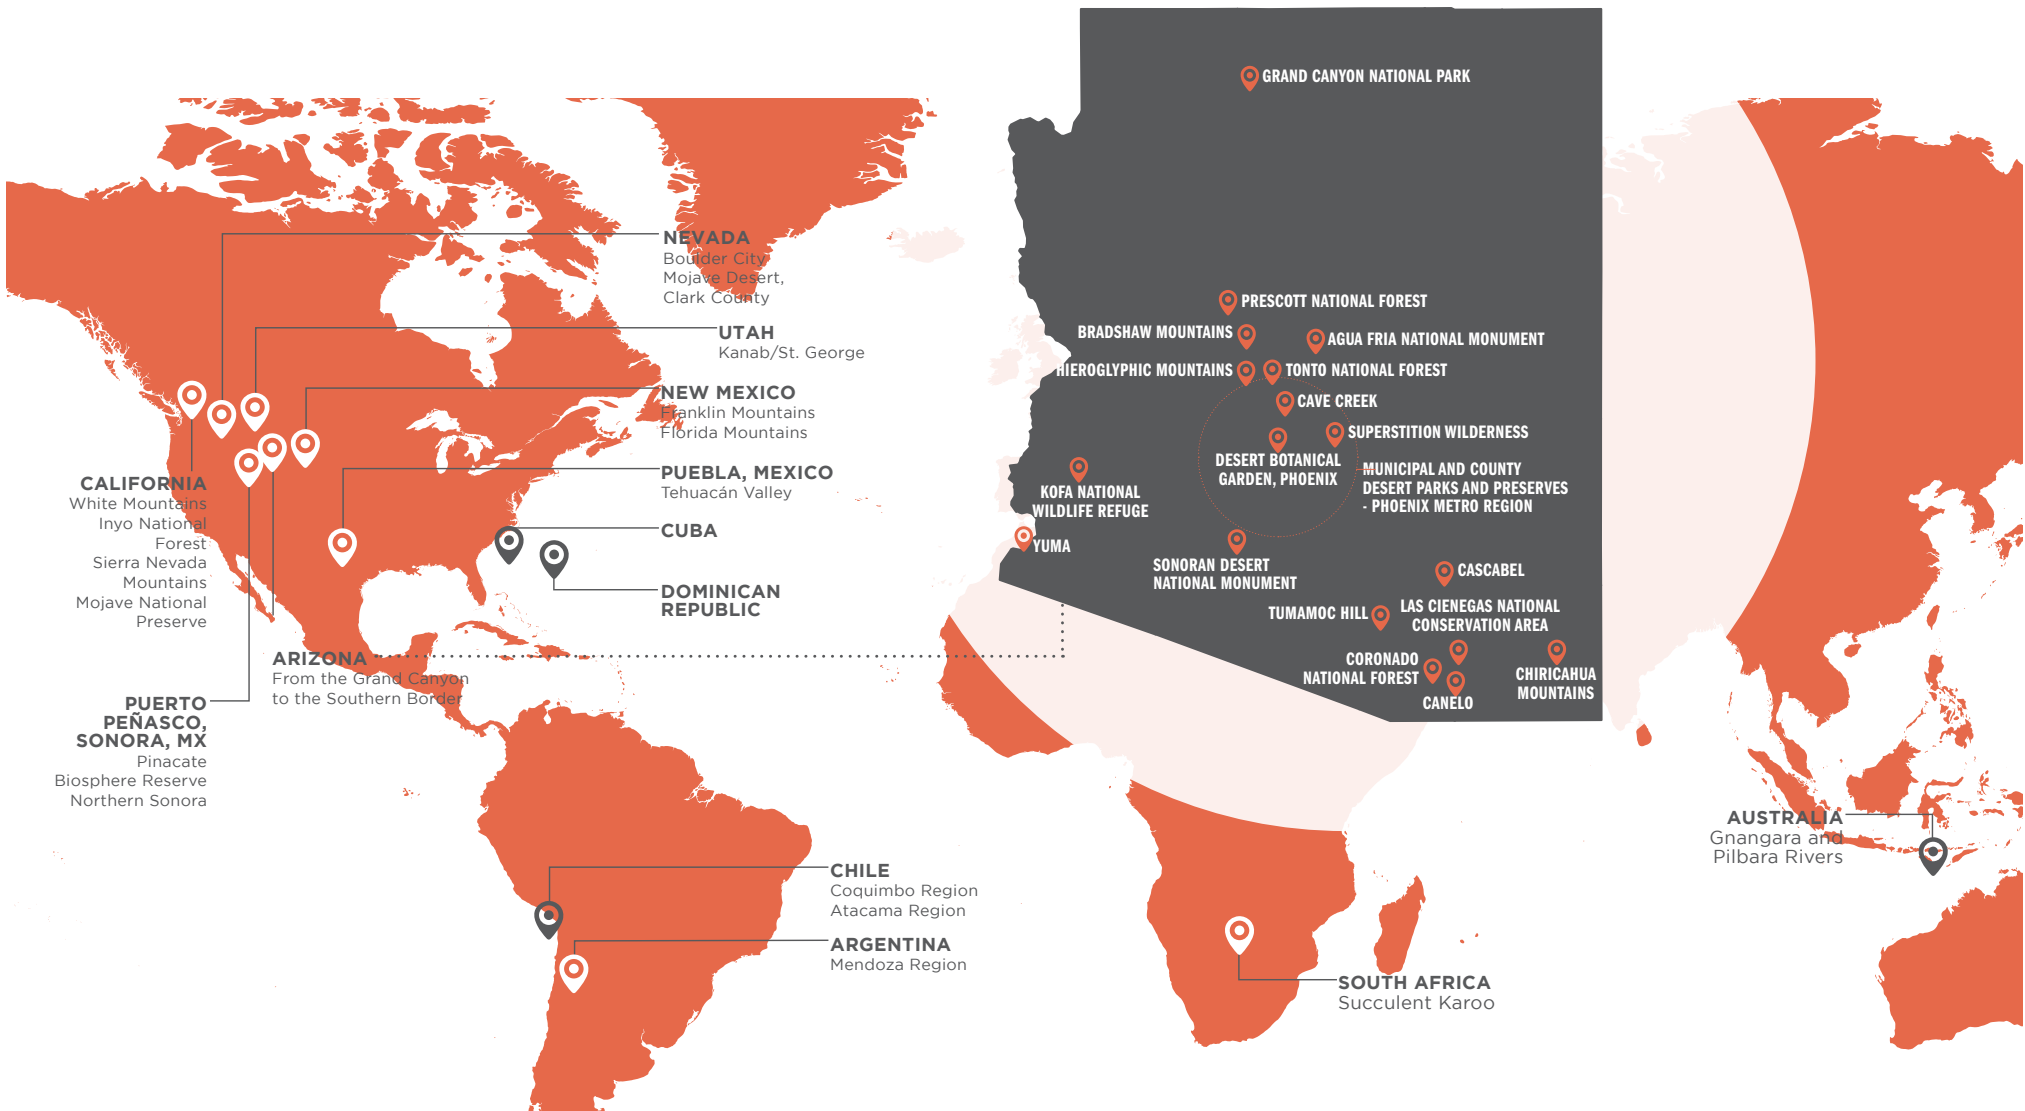 GRAND CANYON NATIONAL PARK
NEVADA
Boulder City
Mojave Desert,
Clark County
UTAH
Kanab/St. George
NEW MEXICO
Franklin Mountains
Florida Mountains
PUEBLA, MEXICO
Tehuacán Valley
CUBA
DOMINICAN
REPUBLIC
CALIFORNIA
White Mountains
Inyo National
Forest
Sierra Nevada
Mountains
Mojave National
Preserve
ARIZONA
From the Grand Canyon
to the Southern Border
PUERTO
PEÑASCO,
SONORA, MX
Pinacate
Biosphere Reserve
Northern Sonora
CHILE
Coquimbo Region
Atacama Region
ARGENTINA
Mendoza Region
PRESCOTT NATIONAL FOREST
BRADSHAW MOUNTAINS
AGUA FRIA NATIONAL MONUMENT
HIEROGLYPHIC MOUNTAINS
TONTO NATIONAL FOREST
CAVE CREEK
SUPERSTITION WILDERNESS
DESERT BOTANICAL
GARDEN, PHOENIX
MUNICIPAL AND COUNTY
DESERT PARKS AND PRESERVES
- PHOENIX METRO REGION
KOFA NATIONAL
WILDLIFE REFUGE
YUMA
SONORAN DESERT
NATIONAL MONUMENT
CASCABEL
TUMAMOC HILL
LAS CIENEGAS NATIONAL
CONSERVATION AREA
CORONADO
NATIONAL FOREST
CANELO
CHIRICAHUA
MOUNTAINS
SOUTH AFRICA
Succulent Karoo
AUSTRALIA
Gnangara and
Pilbara Rivers